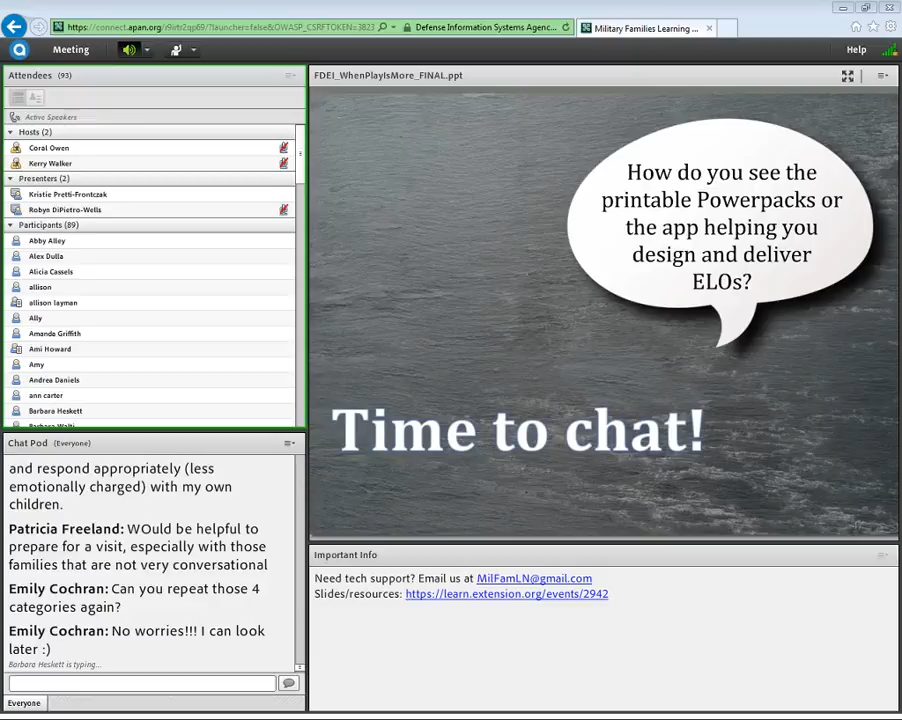 https://connect.apan.org/r9iitr2qp69/?launcher=false&OWASP_CSRFTOKEN=3823
Defense Information Systems Agenc...
Military Families Learning ...
Meeting
Help
Attendees (93)
Active Speakers
Hosts (2)
Coral Owen
Kerry Walker
Presenters (2)
Kristie Pretti-Frontczak
Robyn DiPietro-Wells
Participants (89)
Abby Alley
Alex Dulla
Alicia Cassels
allison
allison layman
Ally
Amanda Griffith
Ami Howard
Amy
Andrea Daniels
ann carter
Barbara Heskett
Chat Pod (Everyone)
and respond appropriately (less
emotionally charged) with my own
children.
Patricia Freeland: WOuld be helpful to
prepare for a visit, especially with those
families that are not very conversational
Emily Cochran: Can you repeat those 4
categories again?
Emily Cochran: No worries!!! I can look
later :)
Barbara Heskett is typing...
Everyone
FDEI_WhenPlayIsMore_FINAL.ppt
How do you see the
printable Powerpacks or
the app helping you
design and deliver
ELOs?
Time to chat!
Important Info
Need tech support? Email us at MilFamLN@gmail.com
Slides/resources: https://learn.extension.org/events/2942